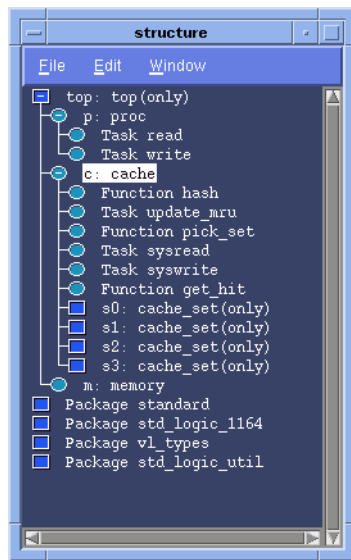 structure
File Edit Window
top: top(only)
p: proc
Task read
Task write
c: cache
Function hash
Task update_mru
Function pick_set
Task sysread
Task syswrite
Function get_hit
s0: cache_set(only)
s1: cache_set(only)
s2: cache_set(only)
s3: cache_set(only)
m: memory
Package standard
Package std_logic_1164
Package vl_types
Package std_logic_util